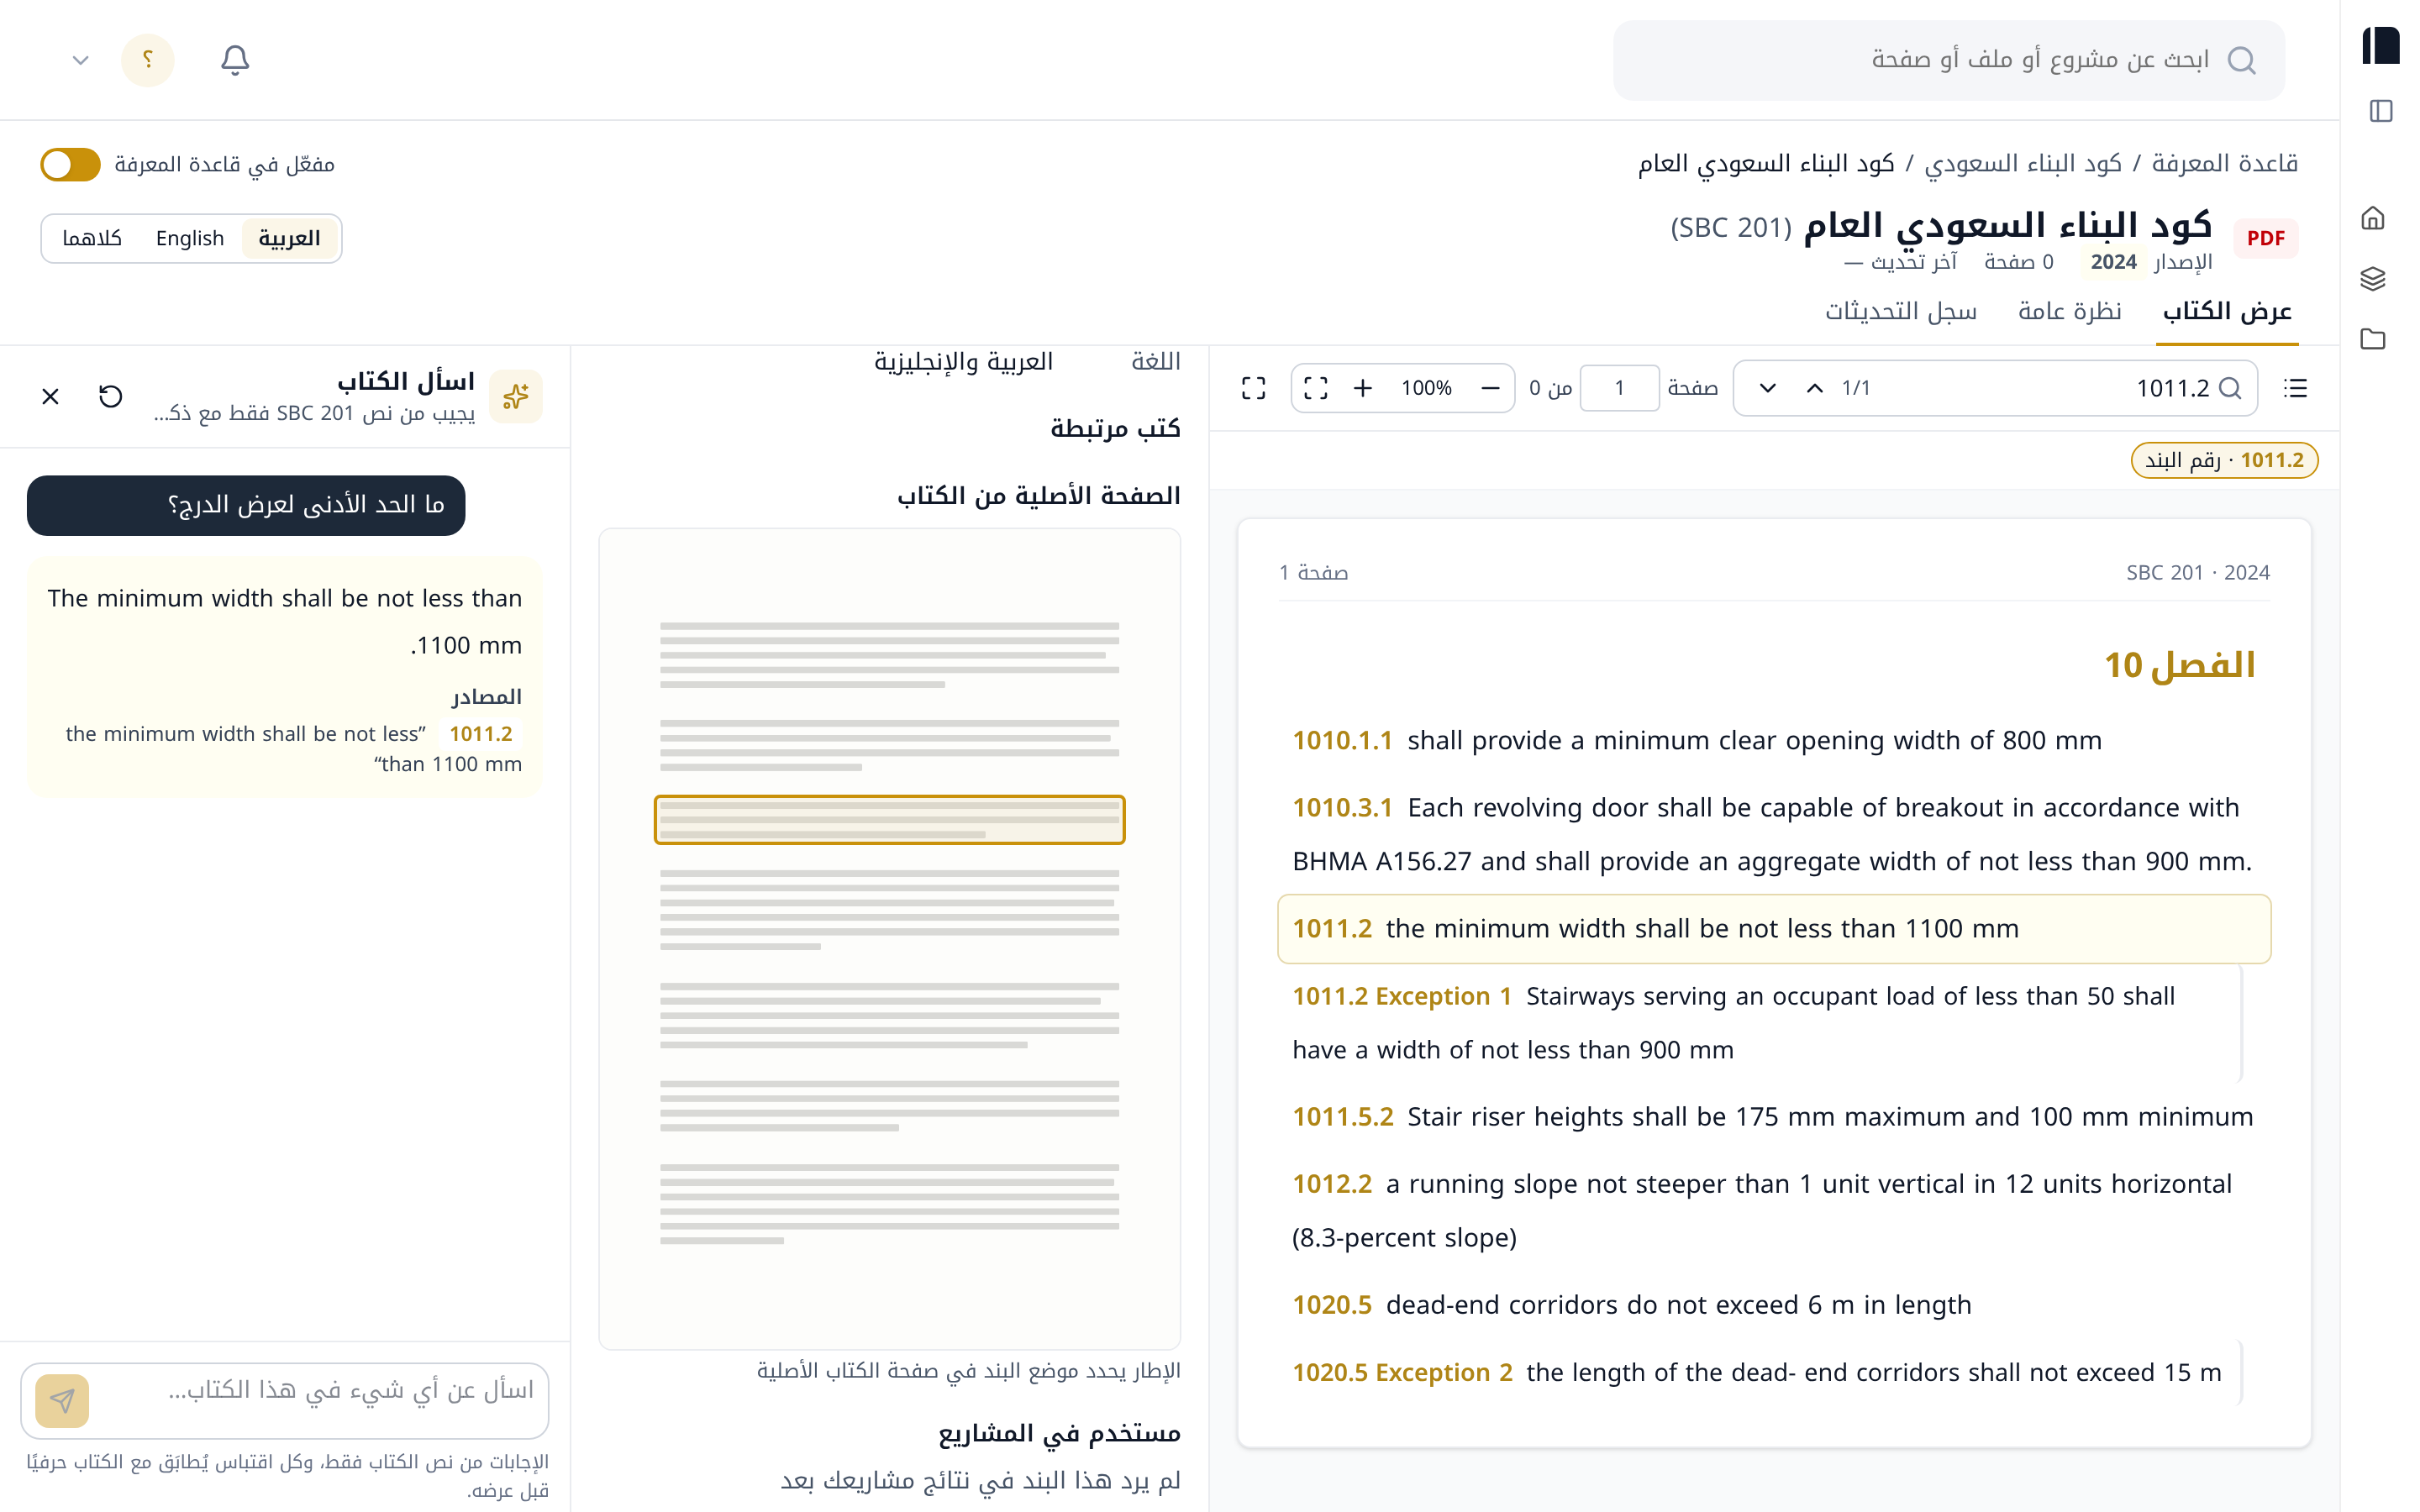 ابحث عن مشروع أو ملف أو صفحة
؟
قاعدة المعرفة / كود البناء السعودي / كود البناء السعودي العام
مفعّل في قاعدة المعرفة
PDF
كود البناء السعودي العام (SBC 201)
الإصدار 2024 0 صفحة آخر تحديث —
العربية English كلاهما
عرض الكتاب نظرة عامة سجل التحديثات
1011.2 1/1
صفحة 1 من 0
100%
1011.2 · رقم البند
SBC 201 · 2024
صفحة 1
الفصل 10
1010.1.1 shall provide a minimum clear opening width of 800 mm
1010.3.1 Each revolving door shall be capable of breakout in accordance with
BHMA A156.27 and shall provide an aggregate width of not less than 900 mm.
1011.2 the minimum width shall be not less than 1100 mm
1011.2 Exception 1 Stairways serving an occupant load of less than 50 shall
have a width of not less than 900 mm
1011.5.2 Stair riser heights shall be 175 mm maximum and 100 mm minimum
1012.2 a running slope not steeper than 1 unit vertical in 12 units horizontal
(8.3-percent slope)
1020.5 dead-end corridors do not exceed 6 m in length
1020.5 Exception 2 the length of the dead- end corridors shall not exceed 15 m
اللغة العربية والإنجليزية
كتب مرتبطة
الصفحة الأصلية من الكتاب
الإطار يحدد موضع البند في صفحة الكتاب الأصلية
مستخدم في المشاريع
لم يرد هذا البند في نتائج مشاريعك بعد
اسأل الكتاب
يجيب من نص SBC 201 فقط مع ذكـ...
ما الحد الأدنى لعرض الدرج؟
The minimum width shall be not less than
1100 mm.
المصادر
1011.2 "the minimum width shall be not less
than 1100 mm"
اسأل عن أي شيء في هذا الكتاب...
الإجابات من نص الكتاب فقط، وكل اقتباس يُطابَق مع الكتاب حرفيًا
قبل عرضه.